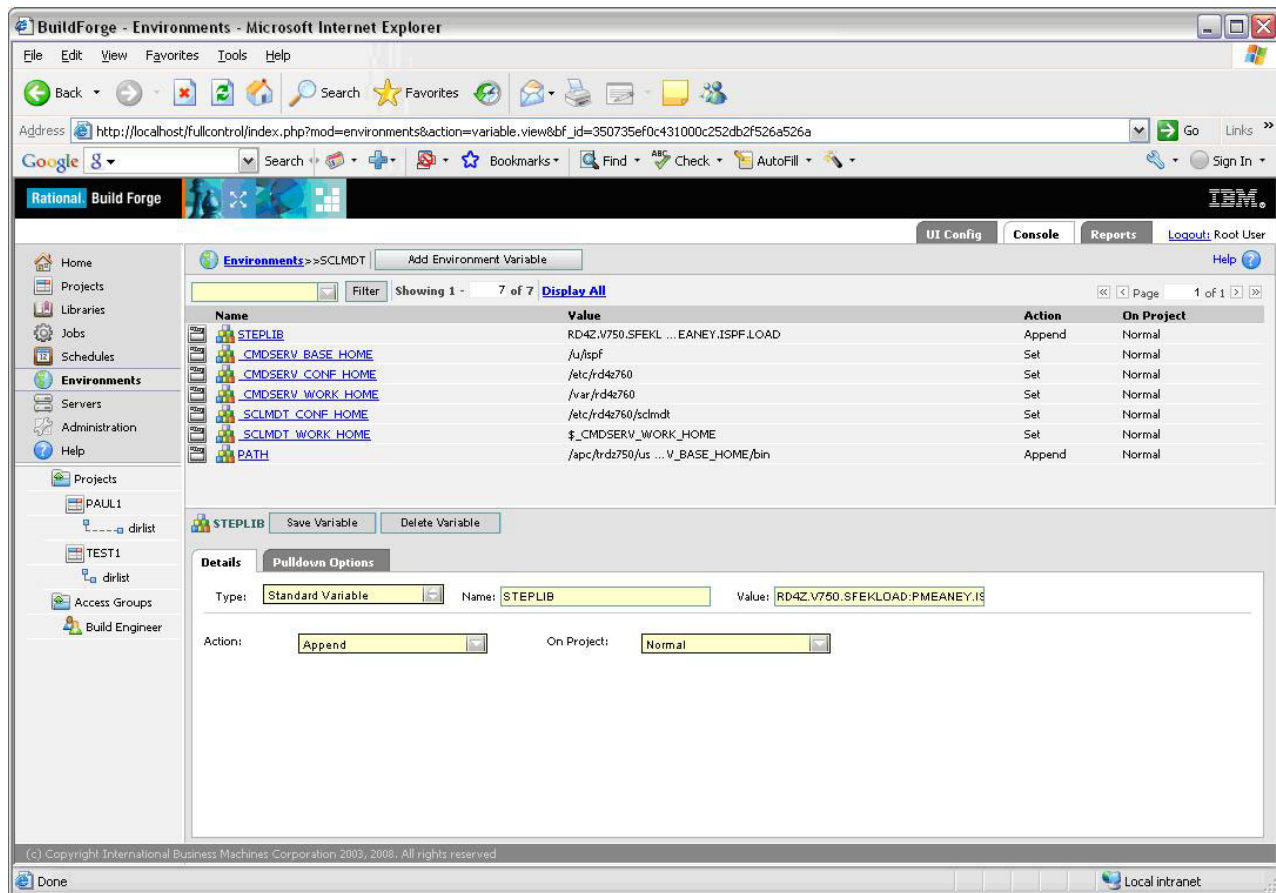 BuildForge - Environments - Microsoft Internet Explorer
File Edit View Favorites Tools Help
Back Search Favorites
Address http://localhost/fullcontrol/index.php?mod=environments&action=variable.view&bf_id=350735ef0c431000c252db2f526a526a Go Links »
Google Search Bookmarks Find ABC Check AutoFill Sign In
Rational. Build Forge IBM.
UI Config Console Reports Logout: Root User
Home
Projects
Libraries
Jobs
Schedules
Environments
Servers
Administration
Help
Projects
PAUL1
dirlist
TEST1
dirlist
Access Groups
Build Engineer
Environments>>SCLMDT Add Environment Variable Help
Filter Showing 1 - 7 of 7 Display All Page 1 of 1
Name Value Action On Project
STEPLIB RD4Z.V750.SFEKL ... EANEY.ISPF.LOAD Append Normal
_CMDSERV_BASE_HOME /u/ispf Set Normal
_CMDSERV_CONF_HOME /etc/rd4z760 Set Normal
_CMDSERV_WORK_HOME /var/rd4z760 Set Normal
_SCLMDT_CONF_HOME /etc/rd4z760/sclmdt Set Normal
_SCLMDT_WORK_HOME $_CMDSERV_WORK_HOME Set Normal
PATH /apc/trdz750/us ... V_BASE_HOME/bin Append Normal
STEPLIB Save Variable Delete Variable
Details Pulldown Options
Type: Standard Variable Name: STEPLIB Value: RD4Z.V750.SFEKLOAD:PMEANEY.IS
Action: Append On Project: Normal
(c) Copyright International Business Machines Corporation 2003, 2008. All rights reserved
Done Local intranet